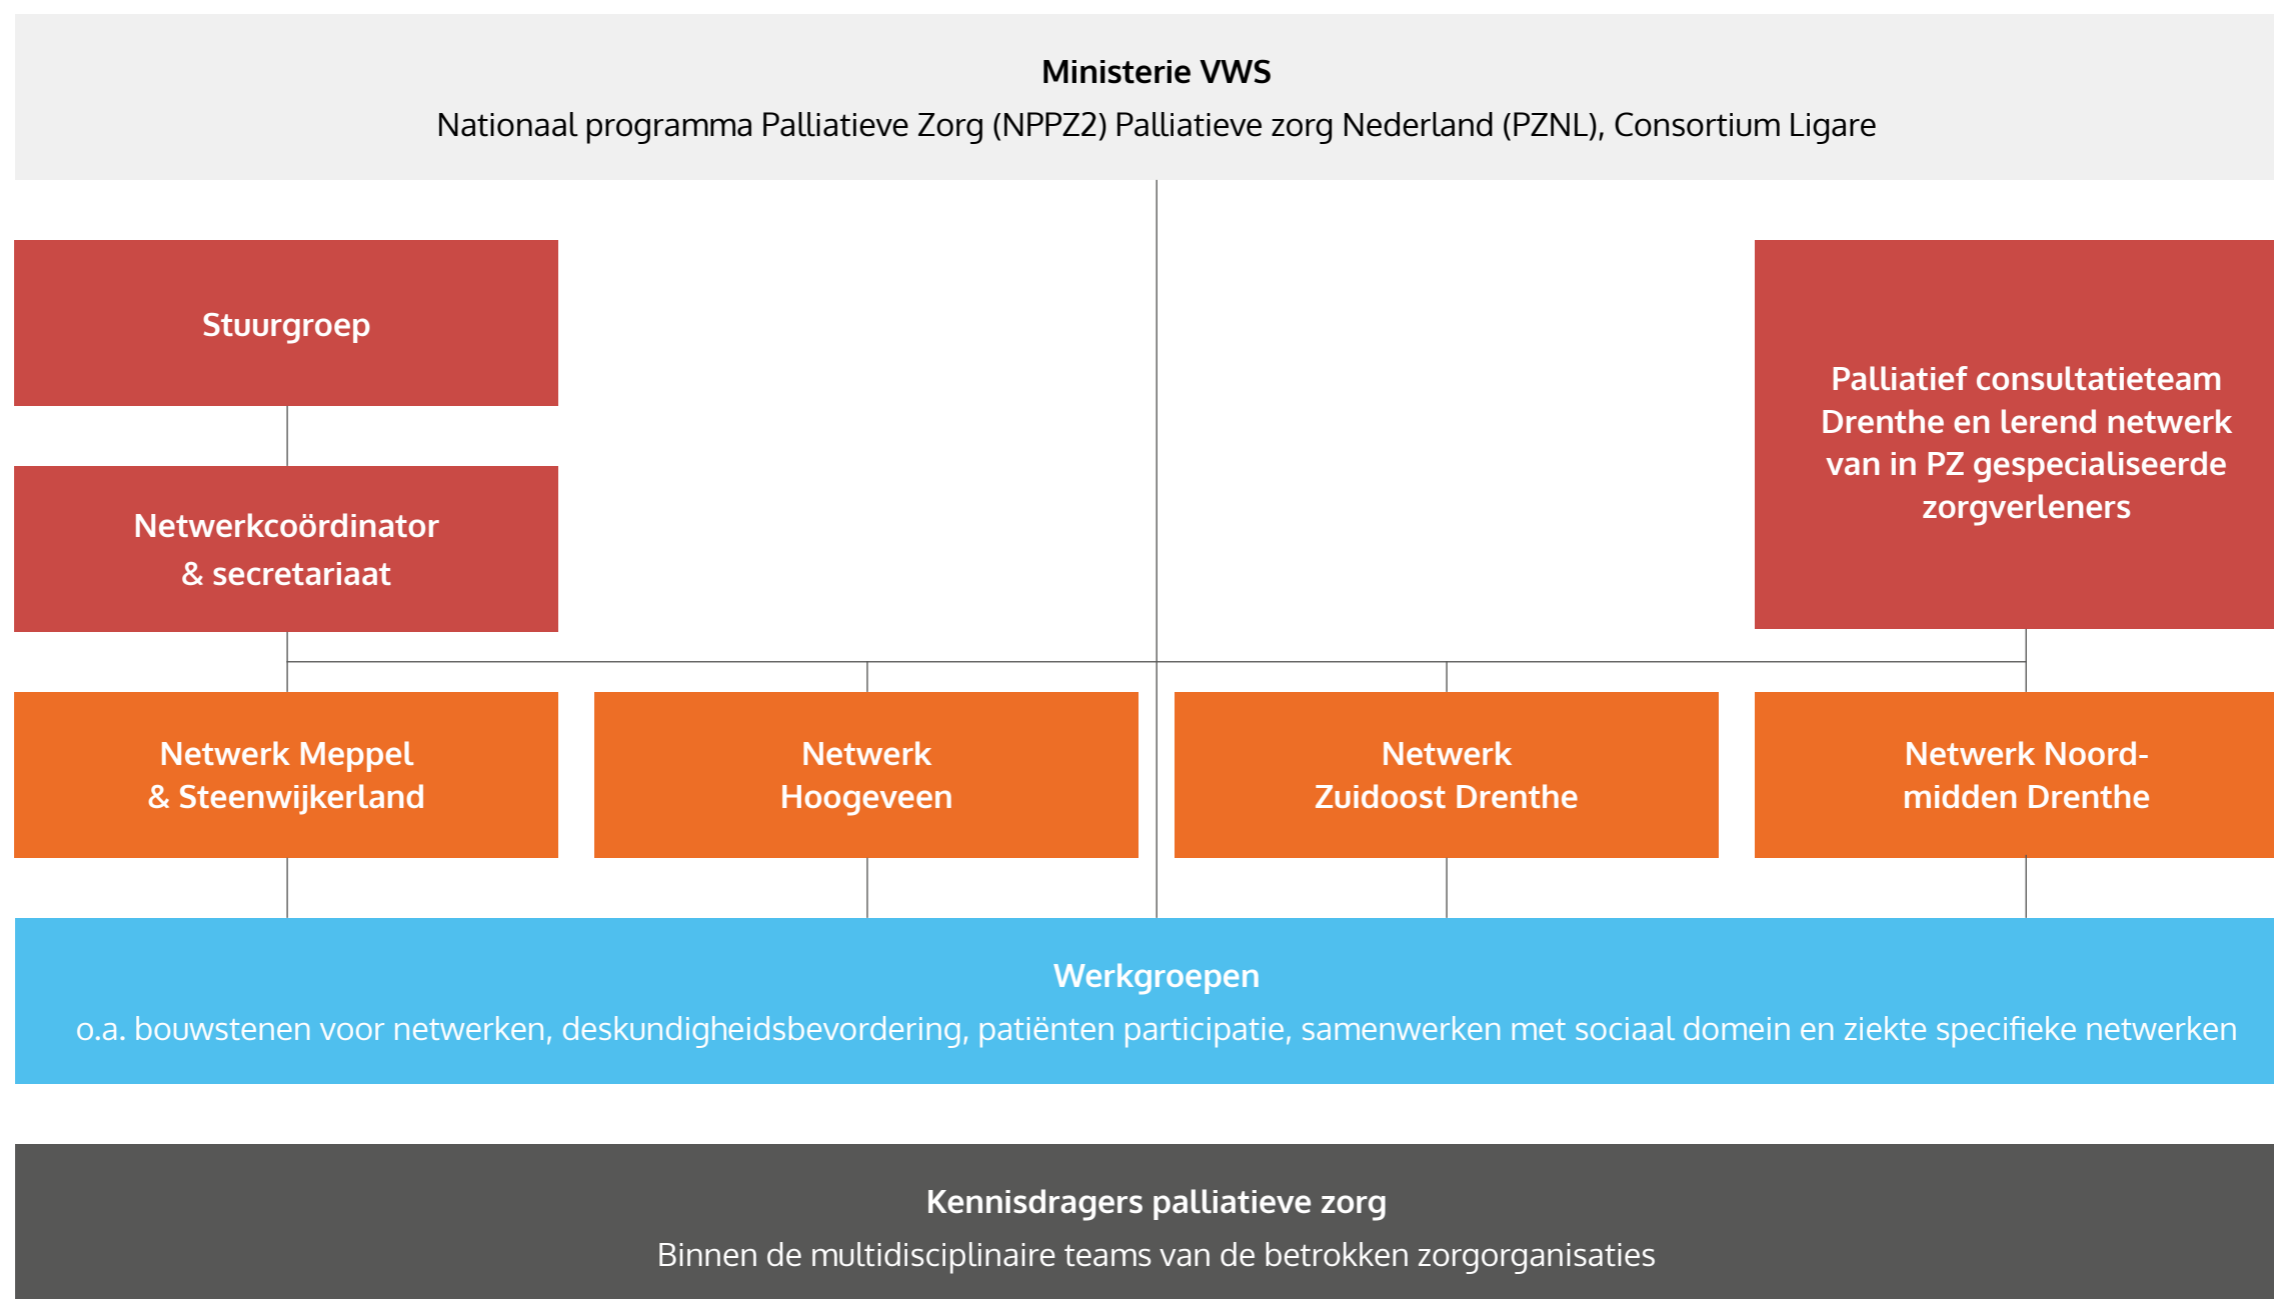 Ministerie VWS
Nationaal programma Palliatieve Zorg (NPPZ2) Palliatieve zorg Nederland (PZNL), Consortium Ligare
Stuurgroep
Netwerkcoördinator
& secretariaat
Palliatief consultatieteam
Drenthe en lerend netwerk
van in PZ gespecialiseerde
zorgverleners
Netwerk Meppel
& Steenwijkerland
Netwerk
Hoogeveen
Netwerk
Zuidoost Drenthe
Netwerk Noord-
midden Drenthe
Werkgroepen
o.a. bouwstenen voor netwerken, deskundigheidsbevordering, patiënten participatie, samenwerken met sociaal domein en ziekte specifieke netwerken
Kennisdragers palliatieve zorg
Binnen de multidisciplinaire teams van de betrokken zorgorganisaties